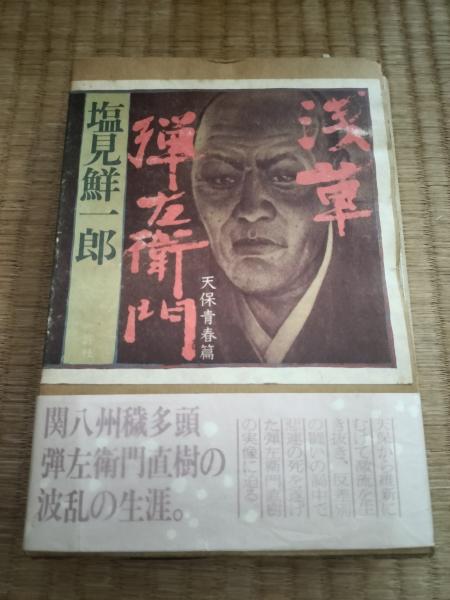 浅草
弾左衛門
天保青春篇
塩見鮮一郎
関八州穢多頭
弾左衛門直樹の
波乱の生涯。
天保から維新に
むけて激流を生
き抜き、反差別
の闘いの渦中で
悲運の死を遂げ
た弾左衛門直樹
の実像に迫る。